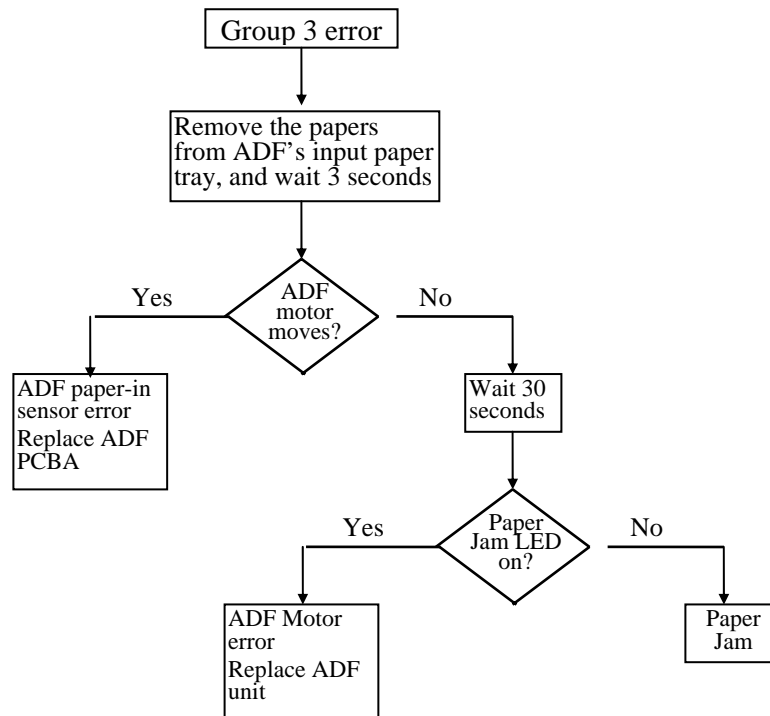 Group 3 error
Remove the papers
from ADF's input paper
tray, and wait 3 seconds
ADF
motor
moves?
Yes
No
ADF paper-in
sensor error
Replace ADF
PCBA
Wait 30
seconds
Paper
Jam LED
on?
Yes
No
ADF Motor
error
Replace ADF
unit
Paper
Jam